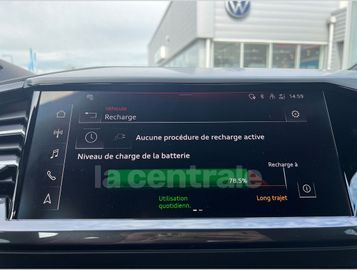 14:59
Véhicule
Recharge
Aucune procédure de recharge active
Niveau de charge de la batterie
Recharge à
la centrale
78,5%
Utilisation
quotidien.
Long trajet